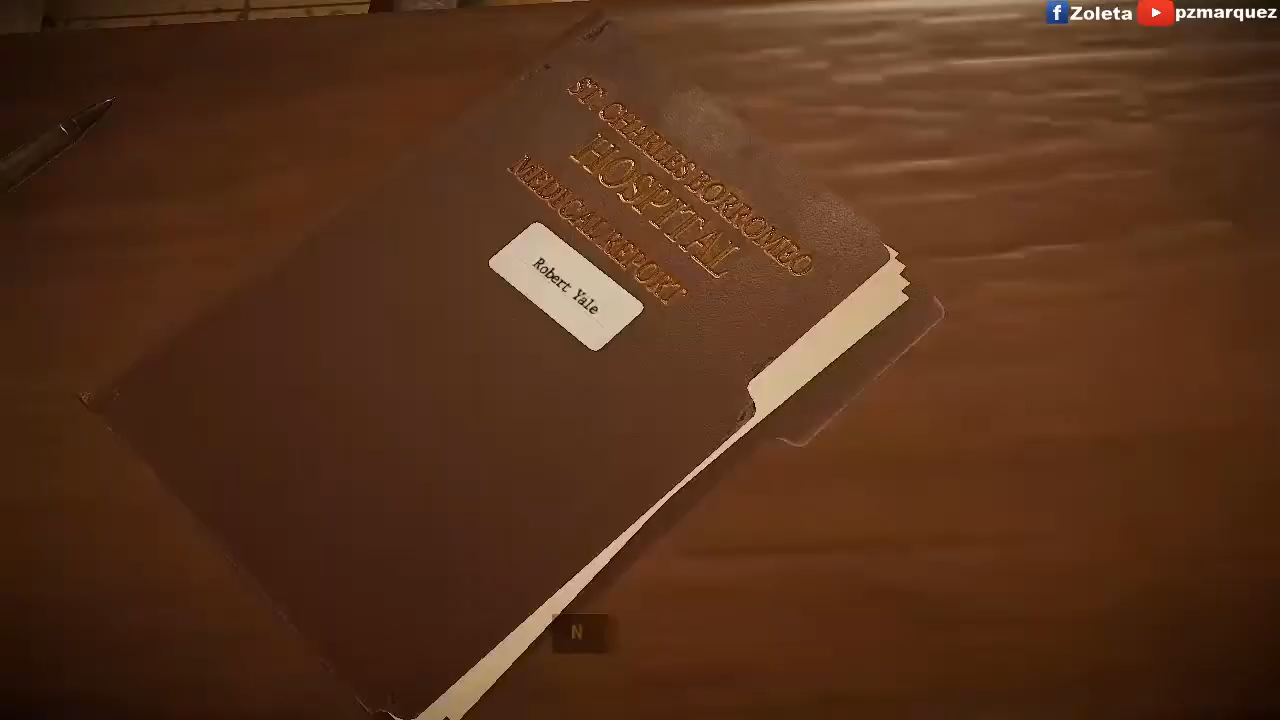 Zoleta
pzmarquez
ST. CHARLES BORROMEO
HOSPITAL
MEDICAL REPORT
Robert Yale
N